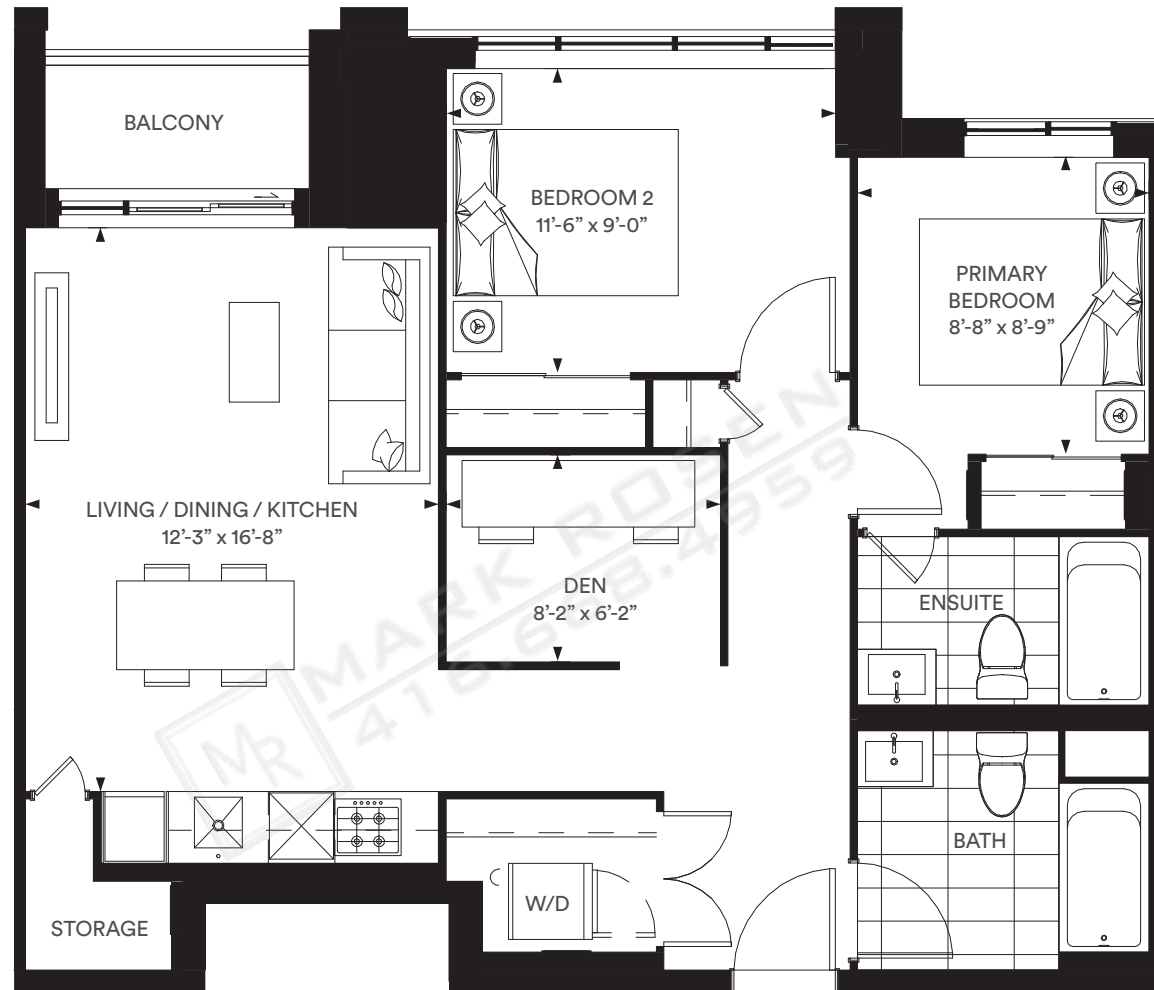 BALCONY
BEDROOM 2
11’-6” x 9’-0”
PRIMARY
BEDROOM
8’-8” x 8’-9”
LIVING / DINING / KITCHEN
12’-3” x 16’-8”
DEN
8’-2” x 6’-2”
ENSUITE
BATH
W/D
STORAGE
MR
MARK ROSEN
416.608.4959